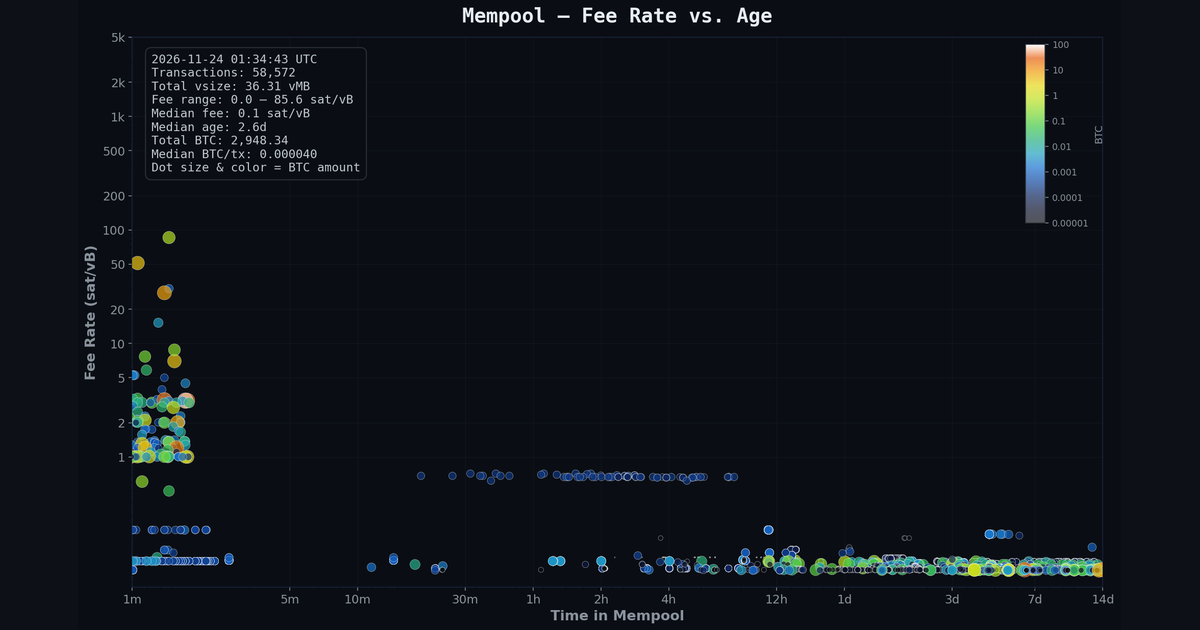 Mempool — Fee Rate vs. Age
2026-11-24 01:34:43 UTC
Transactions: 58,572
Total vsize: 36.31 vMB
Fee range: 0.0 – 85.6 sat/vB
Median fee: 0.1 sat/vB
Median age: 2.6d
Total BTC: 2,948.34
Median BTC/tx: 0.000040
Dot size & color = BTC amount
Fee Rate (sat/vB)
5k
2k
1k
500
200
100
50
20
10
5
2
1
100
10
1
0.1
0.01
0.001
0.0001
0.00001
BTC
1m 5m 10m 30m 1h 2h 4h 12h 1d 3d 7d 14d
Time in Mempool